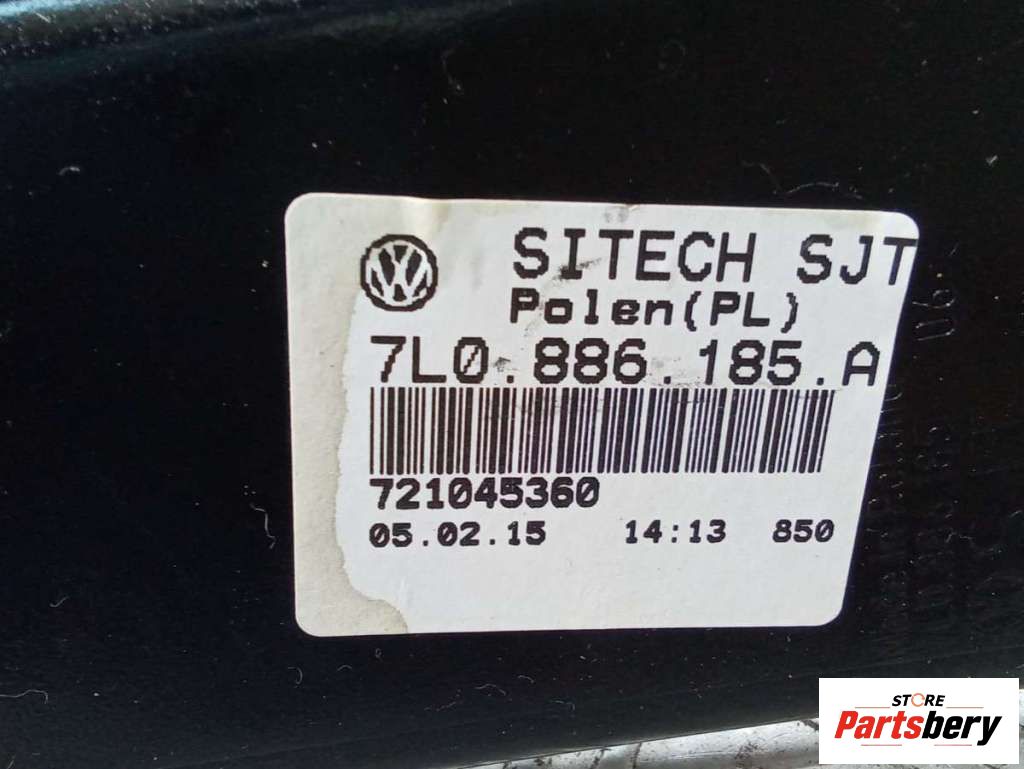 SITECH SJT
Polen(PL)
7L0.886.185.A
721045360
05.02.15 14:13 850
STORE
Partsbery